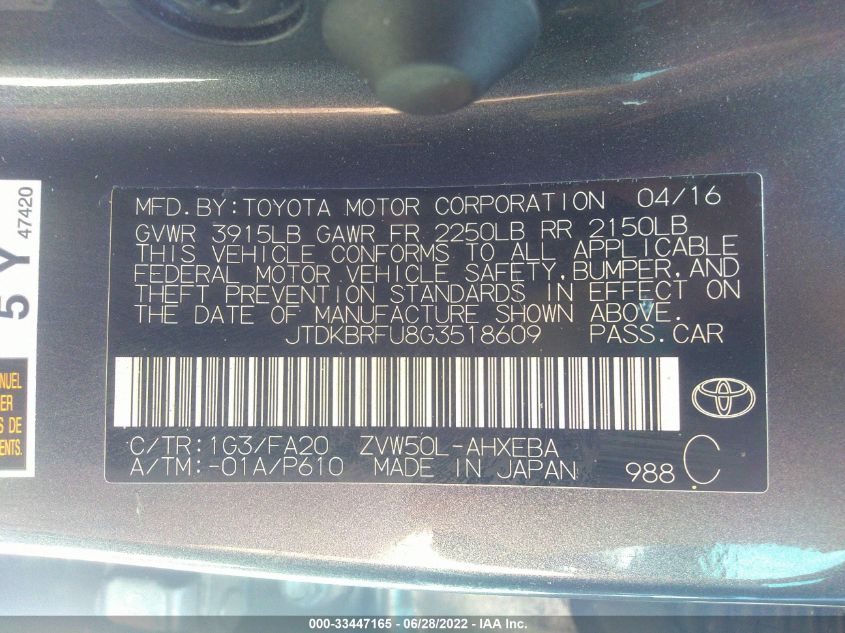 MFD.BY:TOYOTA MOTOR CORPORATION 04/16
GVWR 3915LB GAWR FR 2250LB RR 2150LB
THIS VEHICLE CONFORMS TO ALL APPLICABLE
FEDERAL MOTOR VEHICLE SAFETY,BUMPER,AND
THEFT PREVENTION STANDARDS IN EFFECT ON
THE DATE OF MANUFACTURE SHOWN ABOVE.
JTDKBRFU8G3518609 PASS.CAR
C/TR:1G3/FA20 ZVW50L-AHXEBA
A/TM:-01A/P610 MADE IN JAPAN 988 C
5 Y
47420
NUEL
ER
S DE
ENTS.
000-33447165 - 06/28/2022 - IAA Inc.